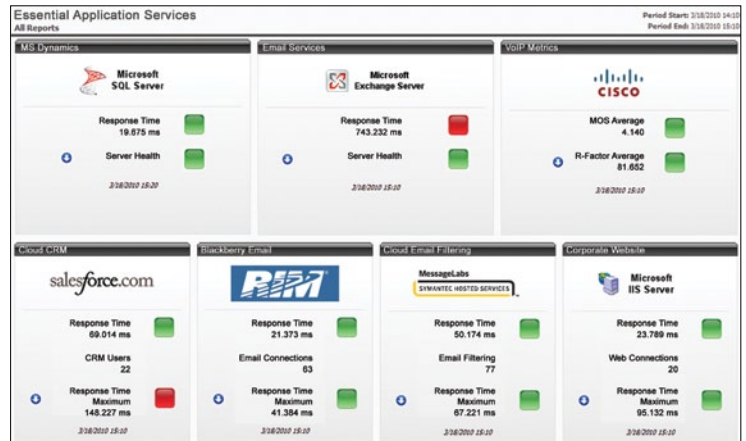 Essential Application Services
All Reports
Period Start: 3/18/2010 14:10
Period End: 3/18/2010 15:10
MS Dynamics
Microsoft
SQL Server
Response Time
19.675 ms
Server Health
3/18/2010 15:20
Email Services
Microsoft
Exchange Server
Response Time
743.232 ms
Server Health
3/18/2010 15:10
VoIP Metrics
CISCO
MOS Average
4.140
R-Factor Average
81.652
3/18/2010 15:10
Cloud CRM
salesforce.com
Response Time
69.014 ms
CRM Users
22
Response Time
Maximum
148.227 ms
3/18/2010 15:10
Blackberry Email
RIM
Response Time
21.373 ms
Email Connections
63
Response Time
Maximum
41.384 ms
3/18/2010 15:10
Cloud Email Filtering
MessageLabs
SYMANTEC HOSTED SERVICES
Response Time
50.174 ms
Email Filtering
77
Response Time
Maximum
67.221 ms
3/18/2010 15:10
Corporate Website
Microsoft
IIS Server
Response Time
23.789 ms
Web Connections
20
Response Time
Maximum
95.132 ms
3/18/2010 15:10